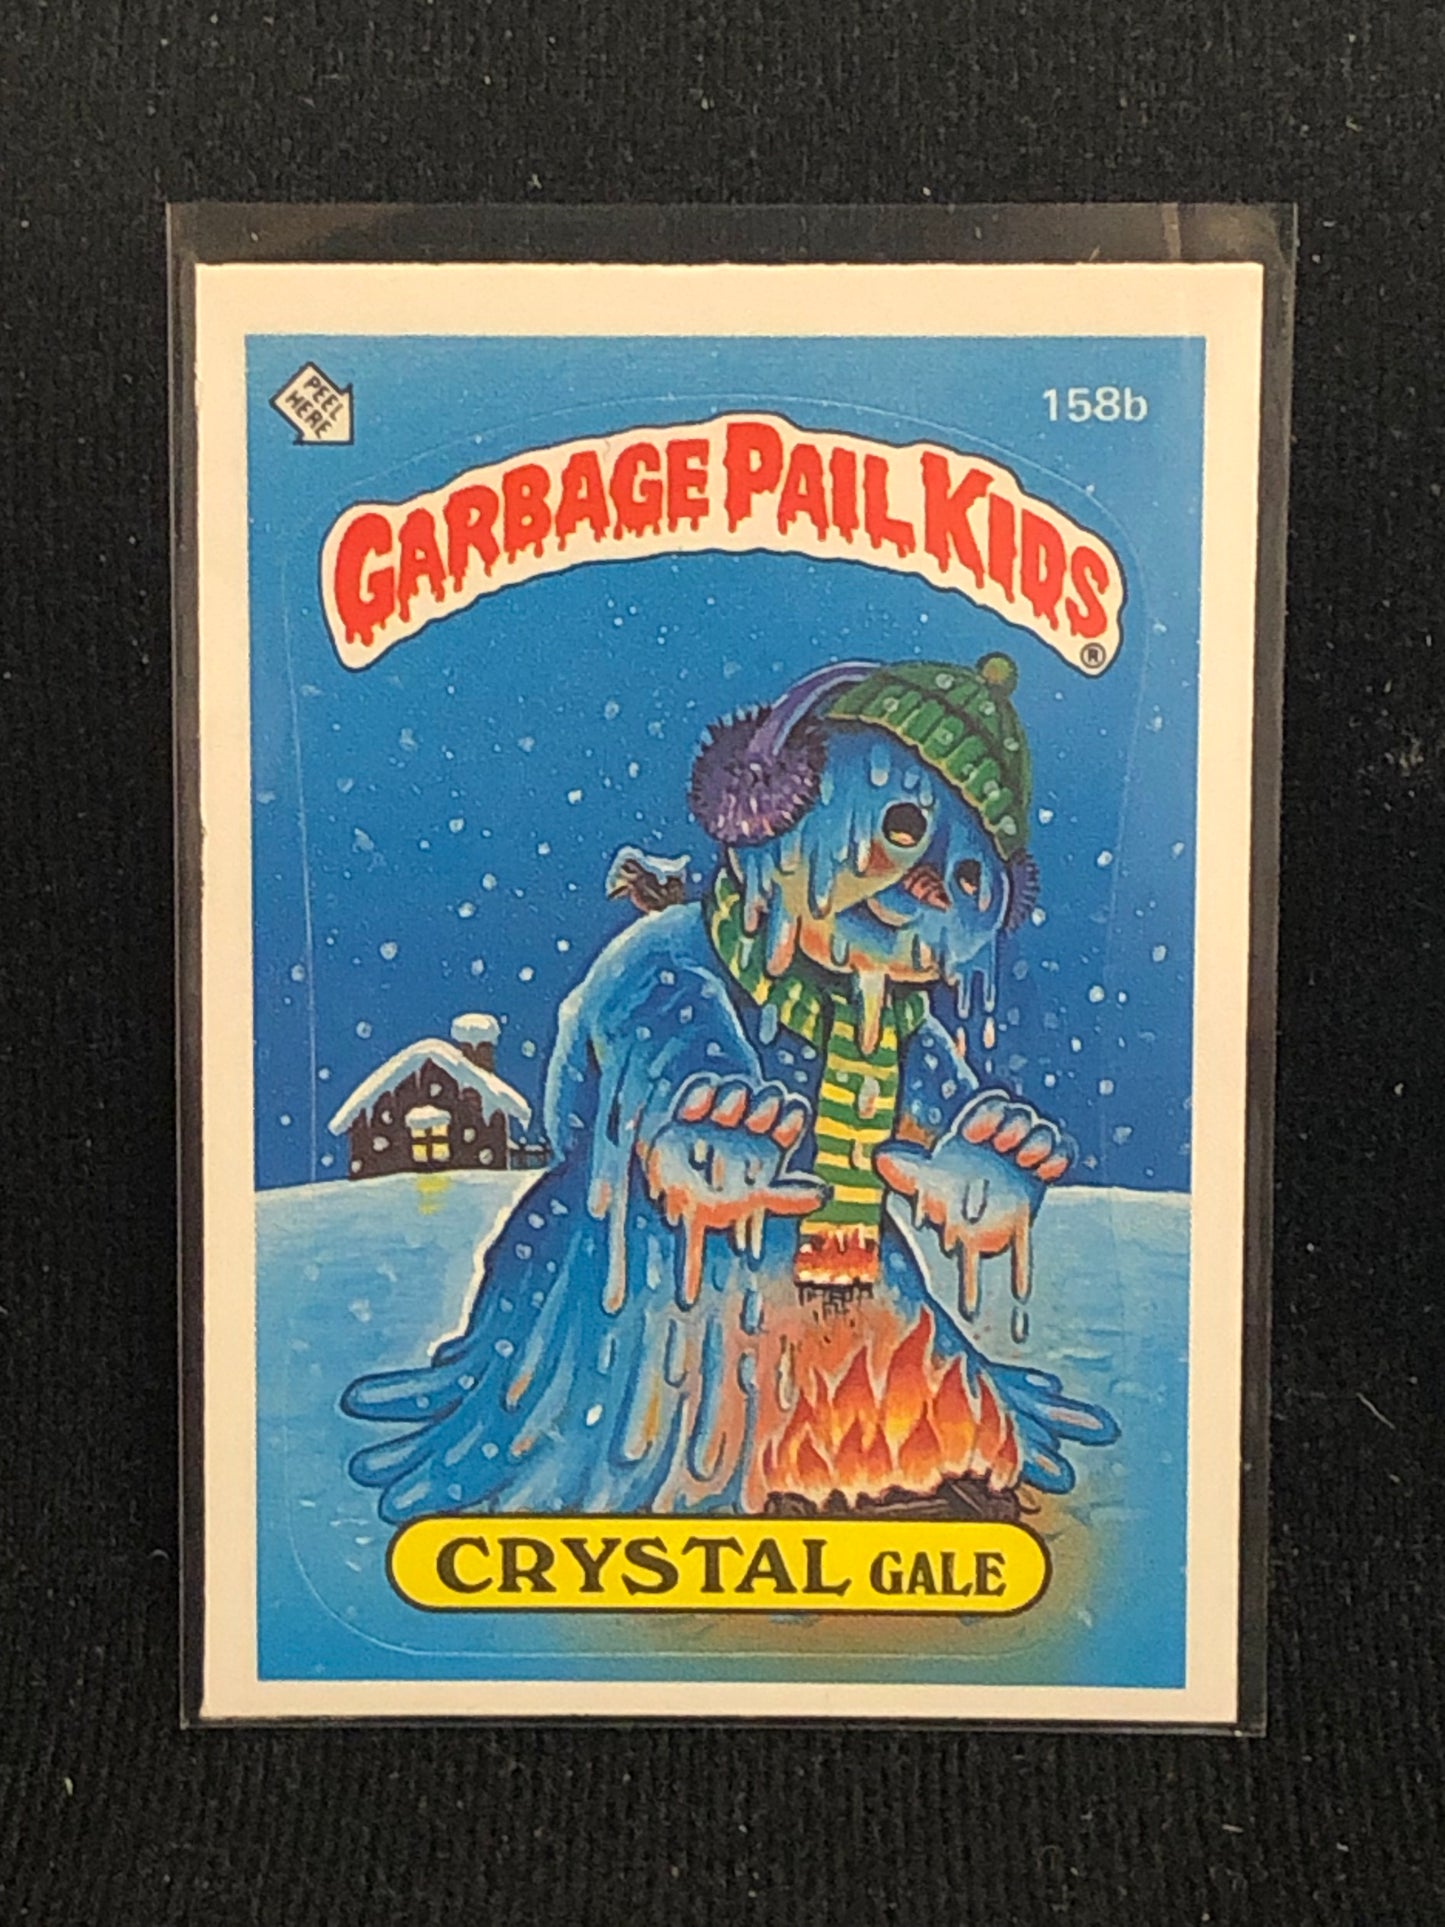 PEEL
HERE
158b
GARBAGE PAIL KIDS
®
CRYSTAL GALE